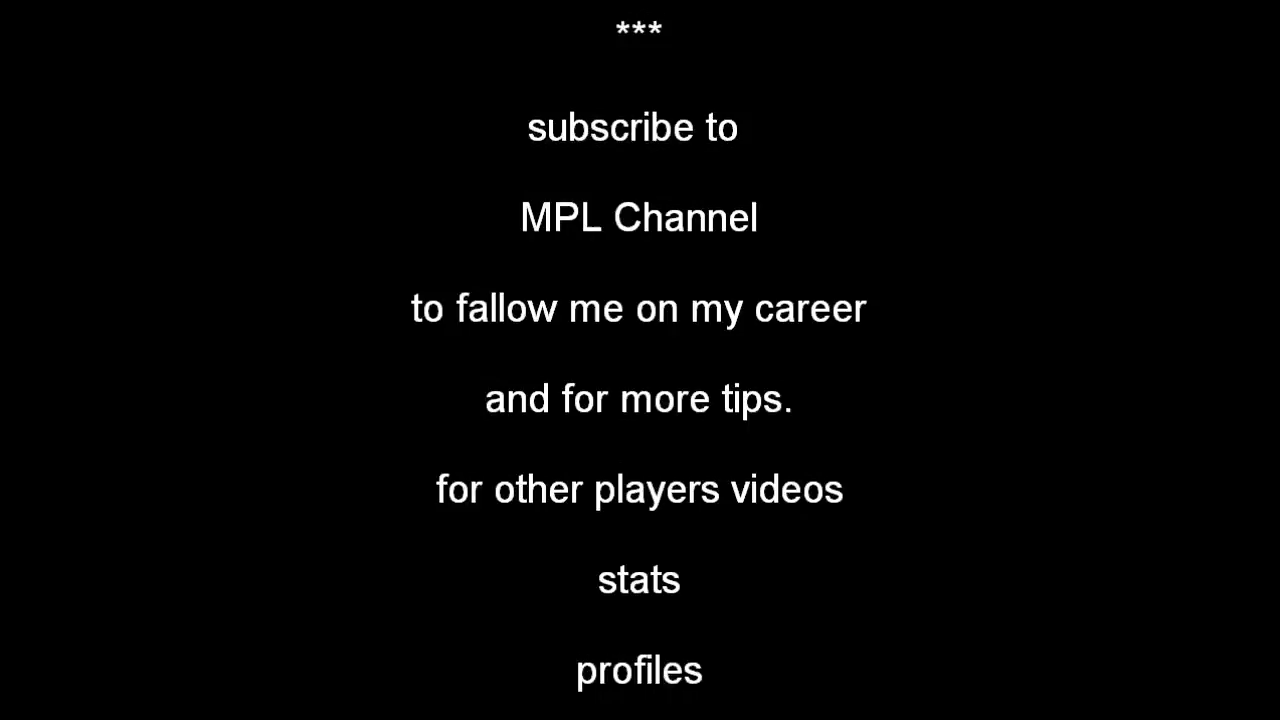 ***
subscribe to
MPL Channel
to fallow me on my career
and for more tips.
for other players videos
stats
profiles